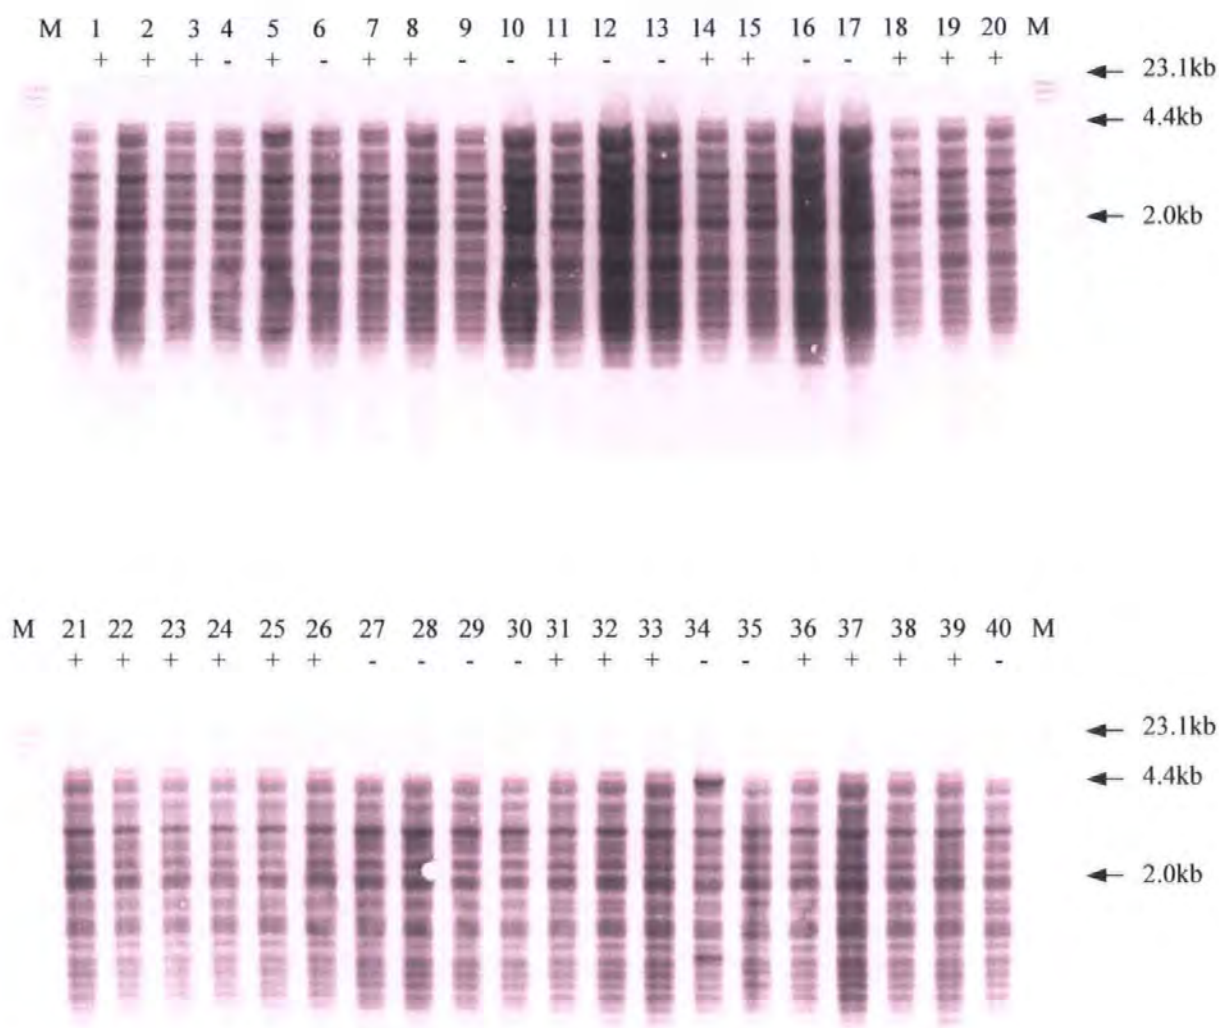 M 1 2 3 4 5 6 7 8 9 10 11 12 13 14 15 16 17 18 19 20 M
+ + + - + - + + - - + - - + + - - + + +
23.1kb
4.4kb
2.0kb
M 21 22 23 24 25 26 27 28 29 30 31 32 33 34 35 36 37 38 39 40 M
+ + + + + + - - - - + + + - - + + + + -
23.1kb
4.4kb
2.0kb